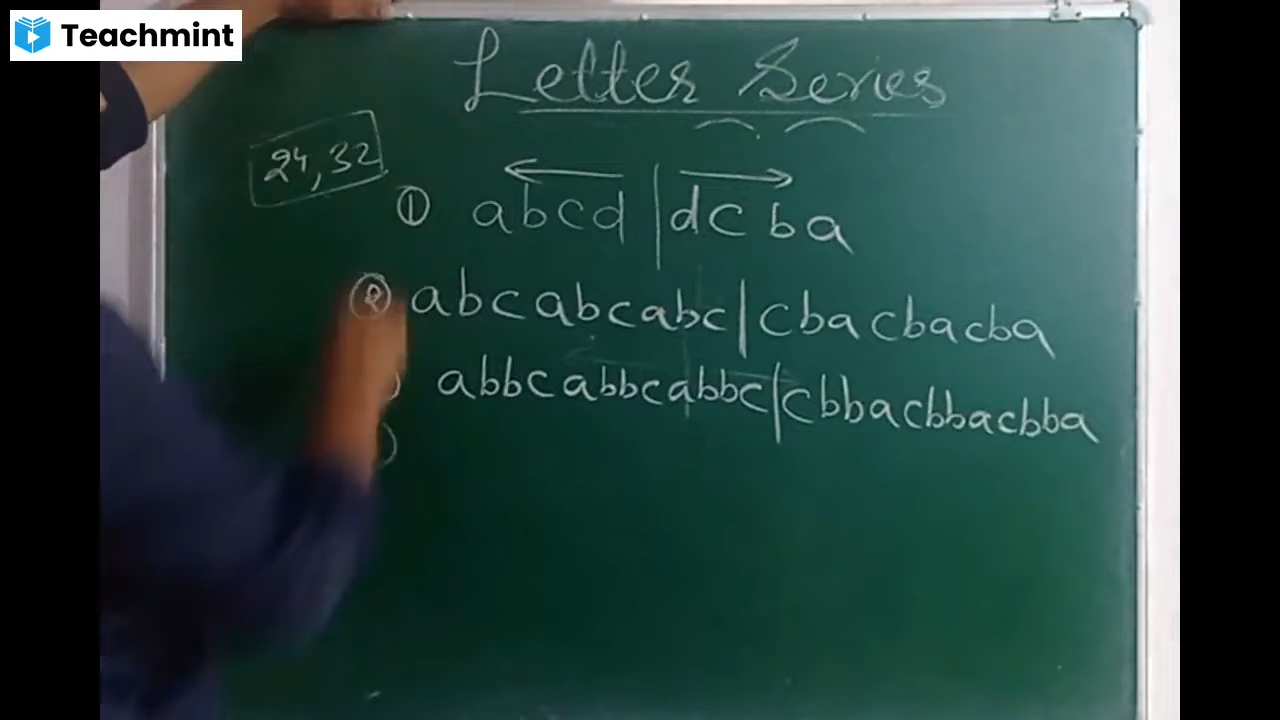 Teachmint
Letter Series
24, 32
① abcd | dcba
② abcabcabc | cbacbacba
) abbcabbcabbc | cbbacbbacbba
)